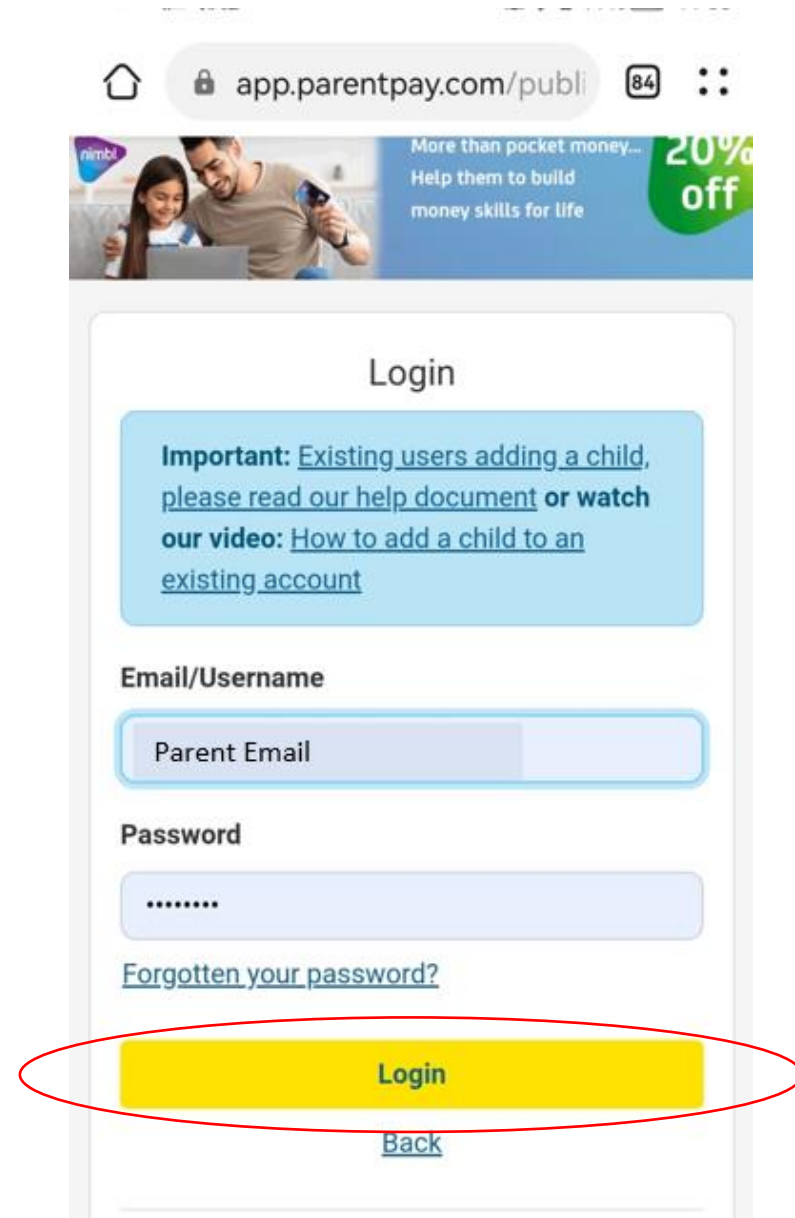 app.parentpay.com/publi
84
nimbl
More than pocket money...
Help them to build
money skills for life
20%
off
Login
Important: Existing users adding a child,
please read our help document or watch
our video: How to add a child to an
existing account
Email/Username
Parent Email
Password
••••••••
Forgotten your password?
Login
Back